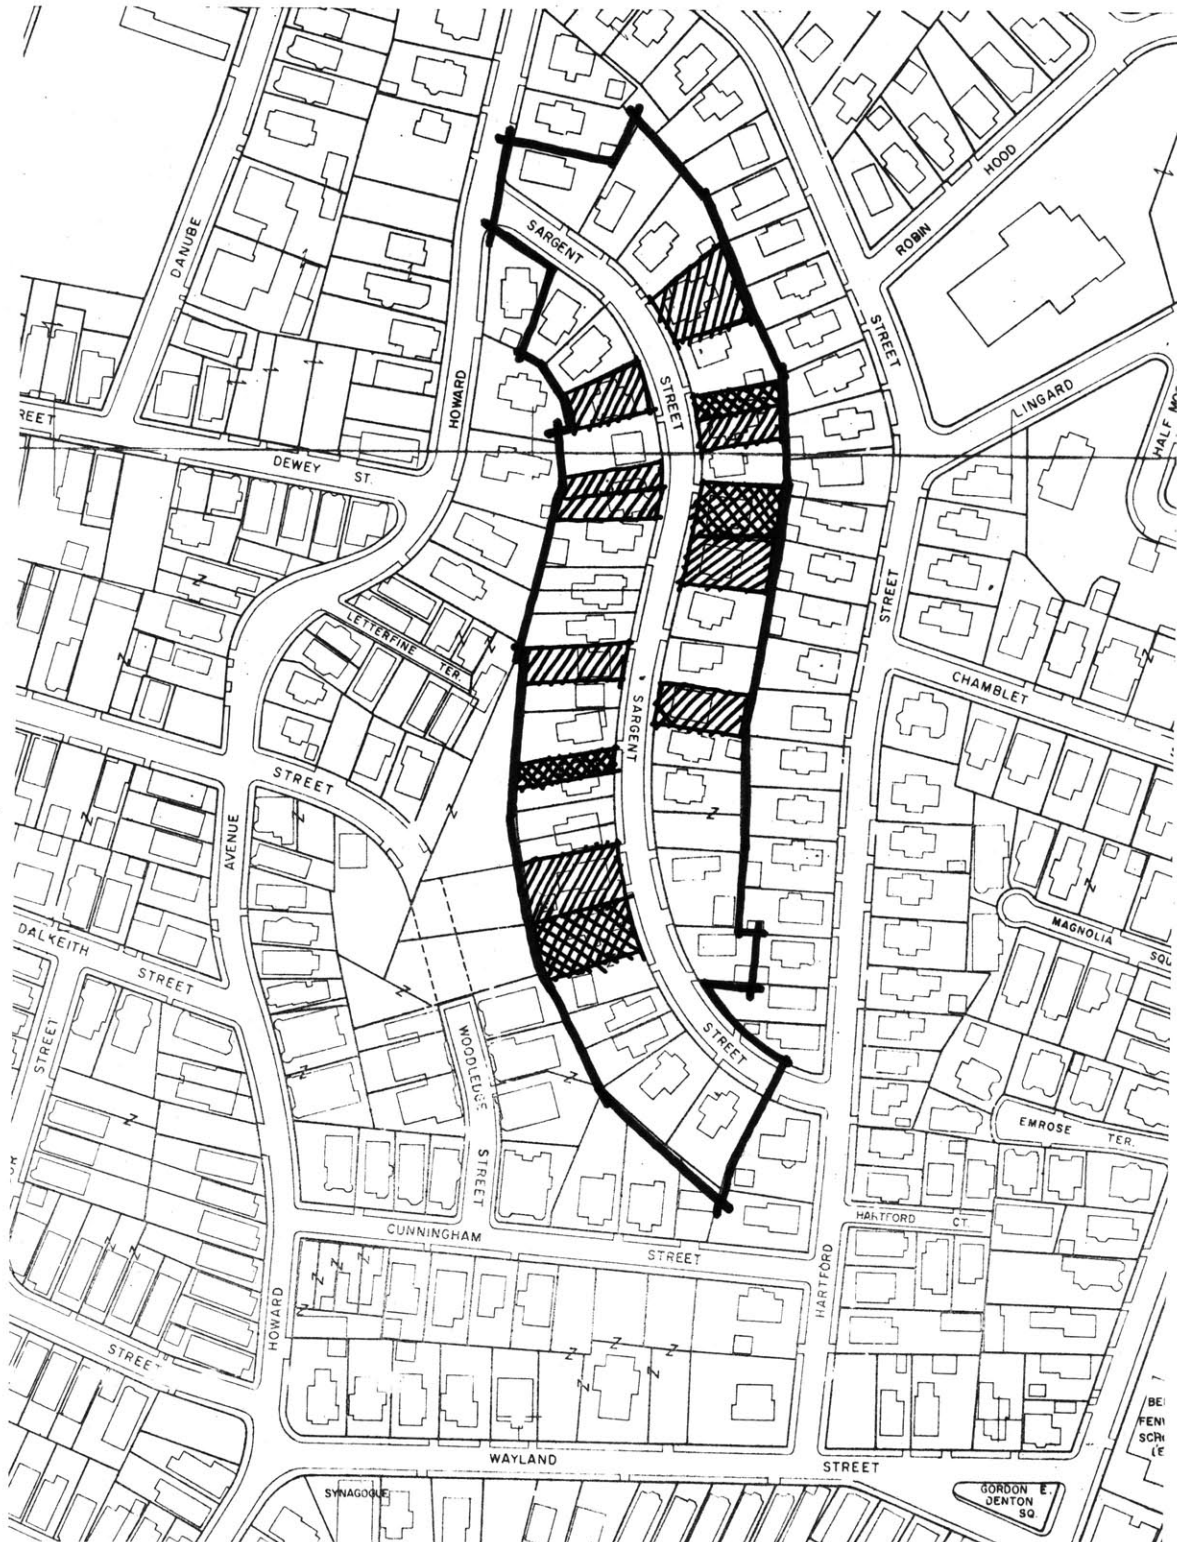 HOOD
ROBIN
SARGENT
DANUBE
STREET
LINGARD
HOWARD
STREET
DEWEY
ST.
STREET
LETTERFINE TER.
CHAMBLET
SARGENT
STREET
AVENUE
MAGNOLIA
DALKEITH
STREET
STREET
STREET
WOODLEDGE
STREET
EMROSE TER.
HARTFORD CT.
CUNNINGHAM
STREET
HARTFORD
HOWARD
STREET
WAYLAND
STREET
SYNAGOGUE
GORDON E.
DENTON
SQ.